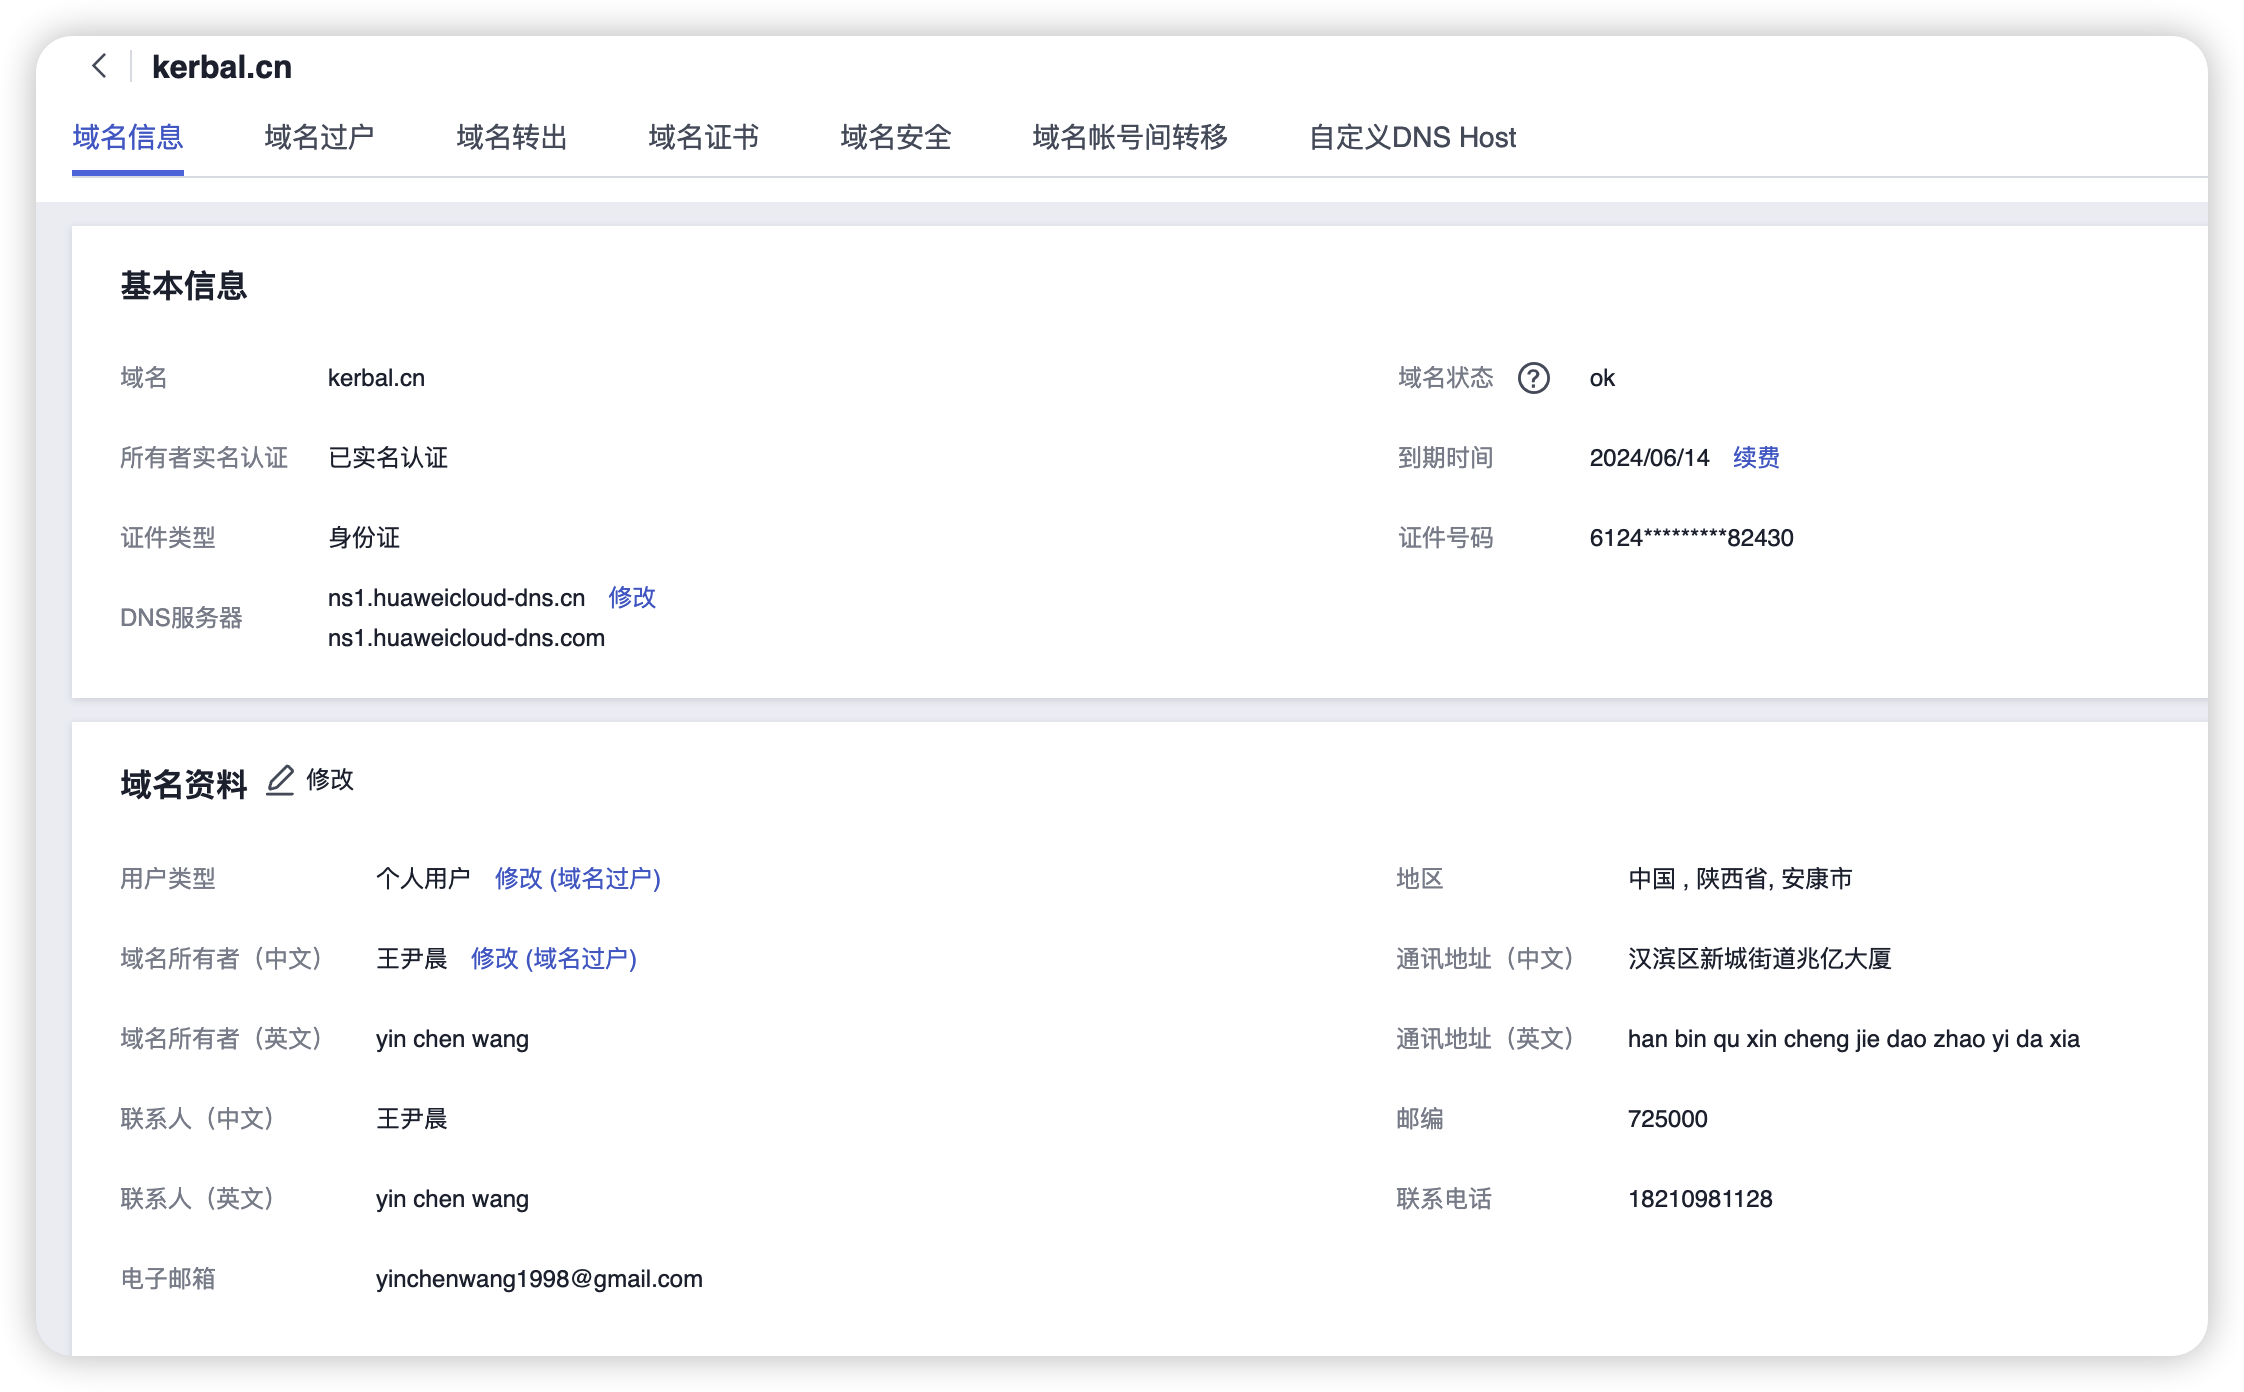 kerbal.cn
域名信息 域名过户 域名转出 域名证书 域名安全 域名帐号间转移 自定义DNS Host
基本信息
域名 kerbal.cn 域名状态 ? ok
所有者实名认证 已实名认证 到期时间 2024/06/14 续费
证件类型 身份证 证件号码 6124*********82430
DNS服务器 ns1.huaweicloud-dns.cn 修改
ns1.huaweicloud-dns.com
域名资料 修改
用户类型 个人用户 修改 (域名过户) 地区 中国 , 陕西省, 安康市
域名所有者（中文） 王尹晨 修改 (域名过户) 通讯地址（中文） 汉滨区新城街道兆亿大厦
域名所有者（英文） yin chen wang 通讯地址（英文） han bin qu xin cheng jie dao zhao yi da xia
联系人（中文） 王尹晨 邮编 725000
联系人（英文） yin chen wang 联系电话 18210981128
电子邮箱 yinchenwang1998@gmail.com